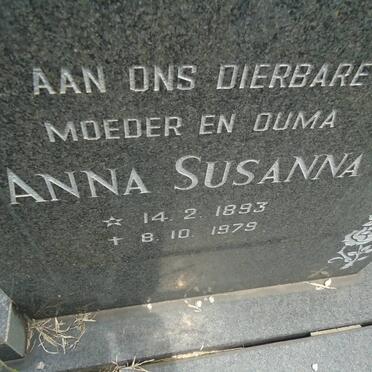 AAN ONS DIERBARE
MOEDER EN OUMA
ANNA SUSANNA
☆ 14. 2. 1893
+ 8. 10. 1979